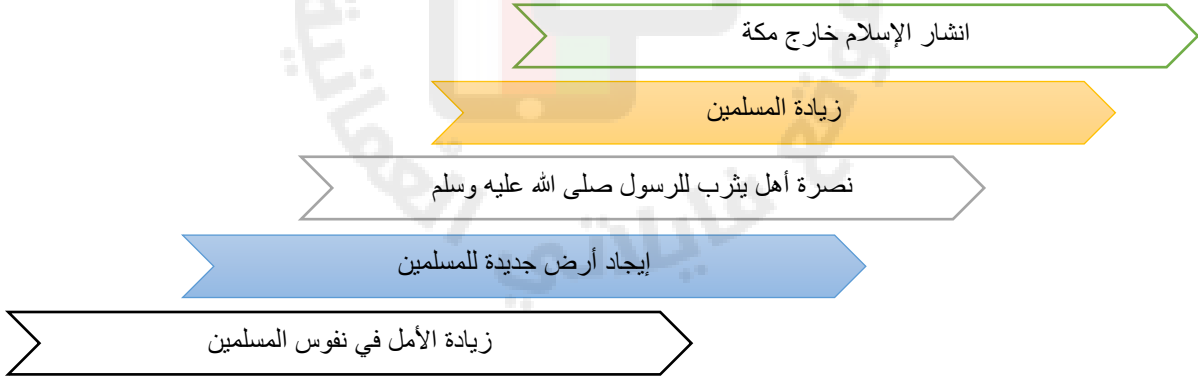 انشار الإسلام خارج مكة
زيادة المسلمين
نصرة أهل يثرب للرسول صلى الله عليه وسلم
إيجاد أرض جديدة للمسلمين
زيادة الأمل في نفوس المسلمين